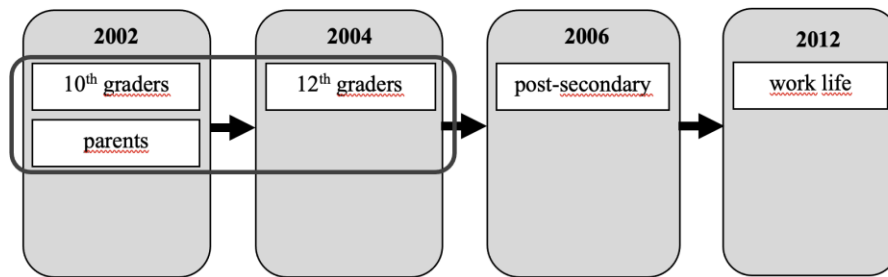 2002
10th graders
parents
2004
12th graders
2006
post-secondary
2012
work life